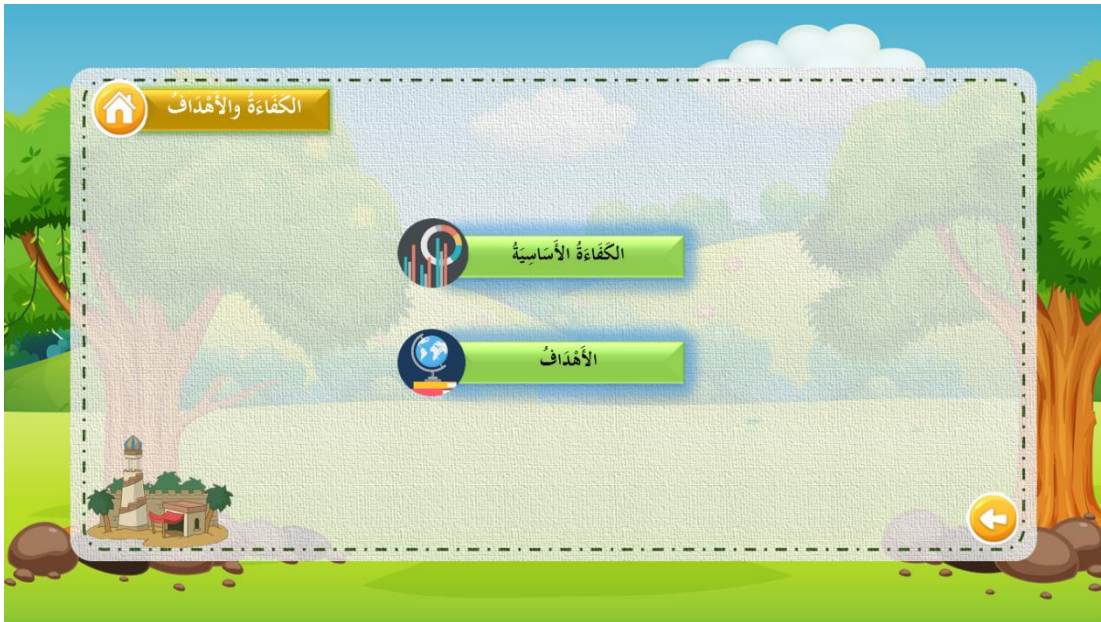 الكَفَاءَةُ والأَهْدَافُ
الكَفَاءَةُ الأَسَاسِيَةُ
الأَهْدَافُ